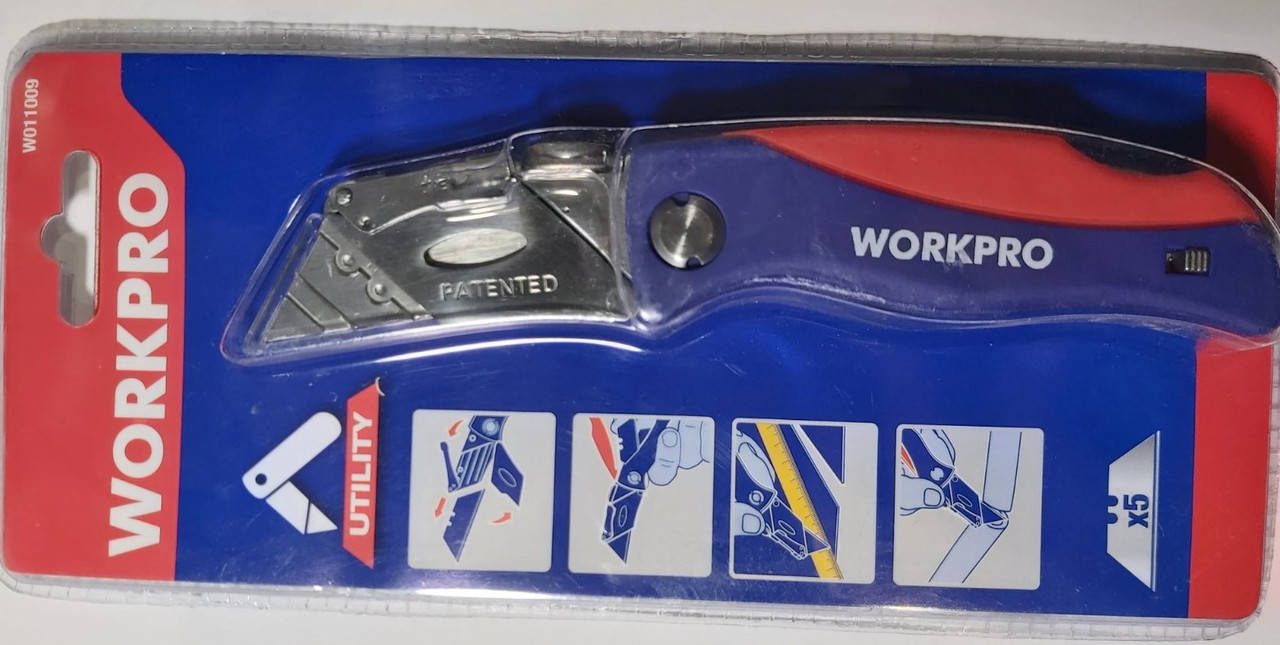 W011009
WORKPRO
PATENTED
WORKPRO
UTILITY
x5